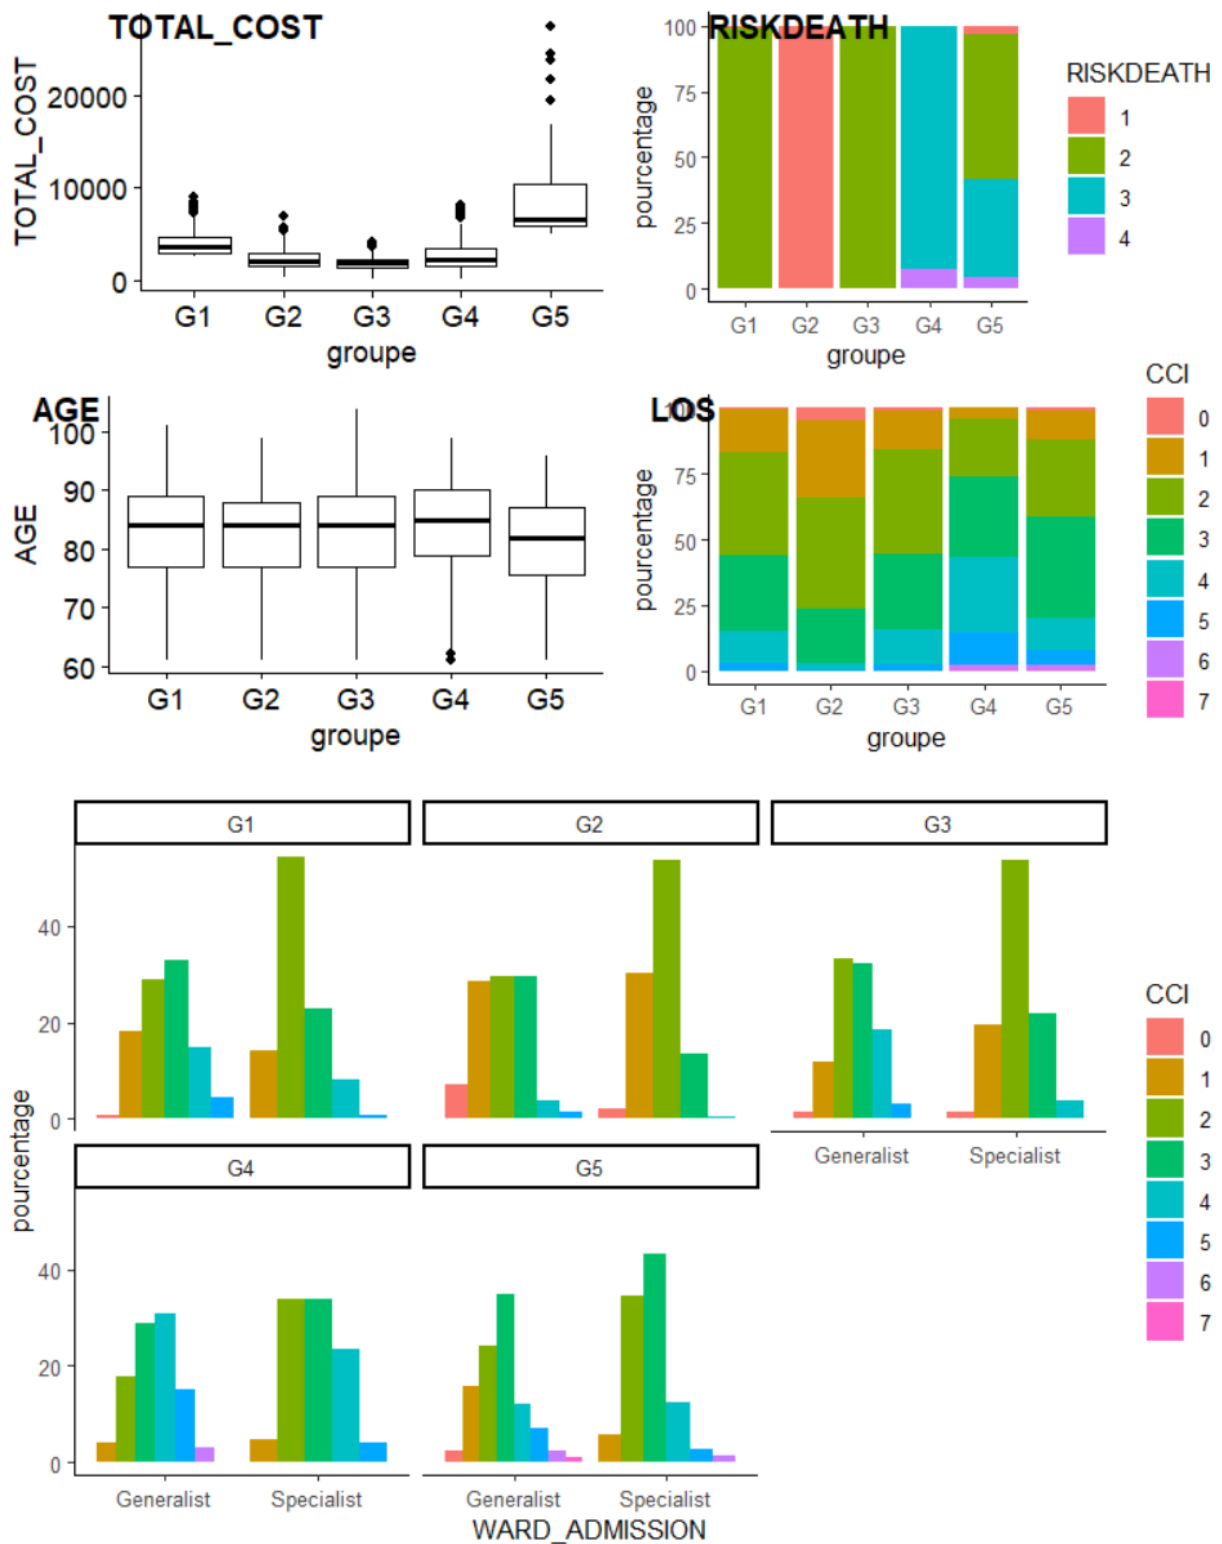 TOTAL_COST
TOTAL_COST
20000
10000
0
G1 G2 G3 G4 G5
groupe
RISKDEATH
pourcentage
100
75
50
25
0
G1 G2 G3 G4 G5
groupe
RISKDEATH
1
2
3
4
AGE
AGE
100
90
80
70
60
G1 G2 G3 G4 G5
groupe
LOS
pourcentage
100
75
50
25
0
G1 G2 G3 G4 G5
groupe
CCI
0
1
2
3
4
5
6
7
G1 G2 G3
40
20
0
Generalist Specialist
pourcentage
G4 G5
40
20
0
Generalist Specialist Generalist Specialist
WARD_ADMISSION
CCI
0
1
2
3
4
5
6
7